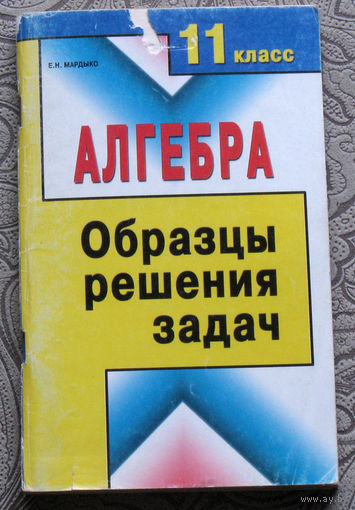 11 класс
Е.Н. МАРДЫКО
АЛГЕБРА
Образцы
решения
задач
www.ay.by